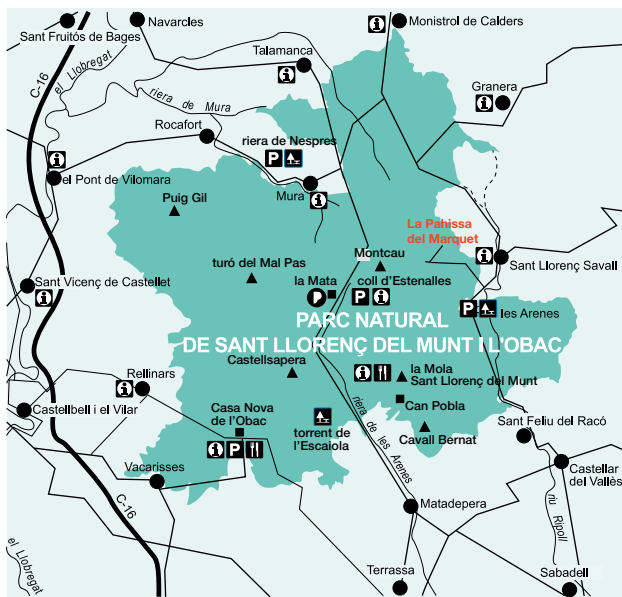 Navarcles
Sant Fruitós de Bages
Monistrol de Calders
el Llobregat
C-16
Talamanca
riera de Mura
Granera
Rocafort
riera de Nespres
P
i
el Pont de Vilomara
i
Mura
i
Puig Gil
La Pahissa
del Marquet
Montcau
Sant Llorenç Savall
i
turó del Mal Pas
la Mata
coll d'Estenalles
P
P i
Sant Vicenç de Castellet
i
P
les Arenes
PARC NATURAL
DE SANT LLORENÇ DEL MUNT I L'OBAC
Castellsapera
i
la Mola
Sant Llorenç del Munt
Rellinars
i
Can Pobla
Castellbell i el Vilar
Casa Nova
de l'Obac
i P
torrent de
l'Escaiola
riera de les Arenes
Cavall Bernat
Sant Feliu del Racó
Castellar
del Vallès
Vacarisses
C-16
Matadepera
riu Ripoll
el Llobregat
Terrassa
Sabadell